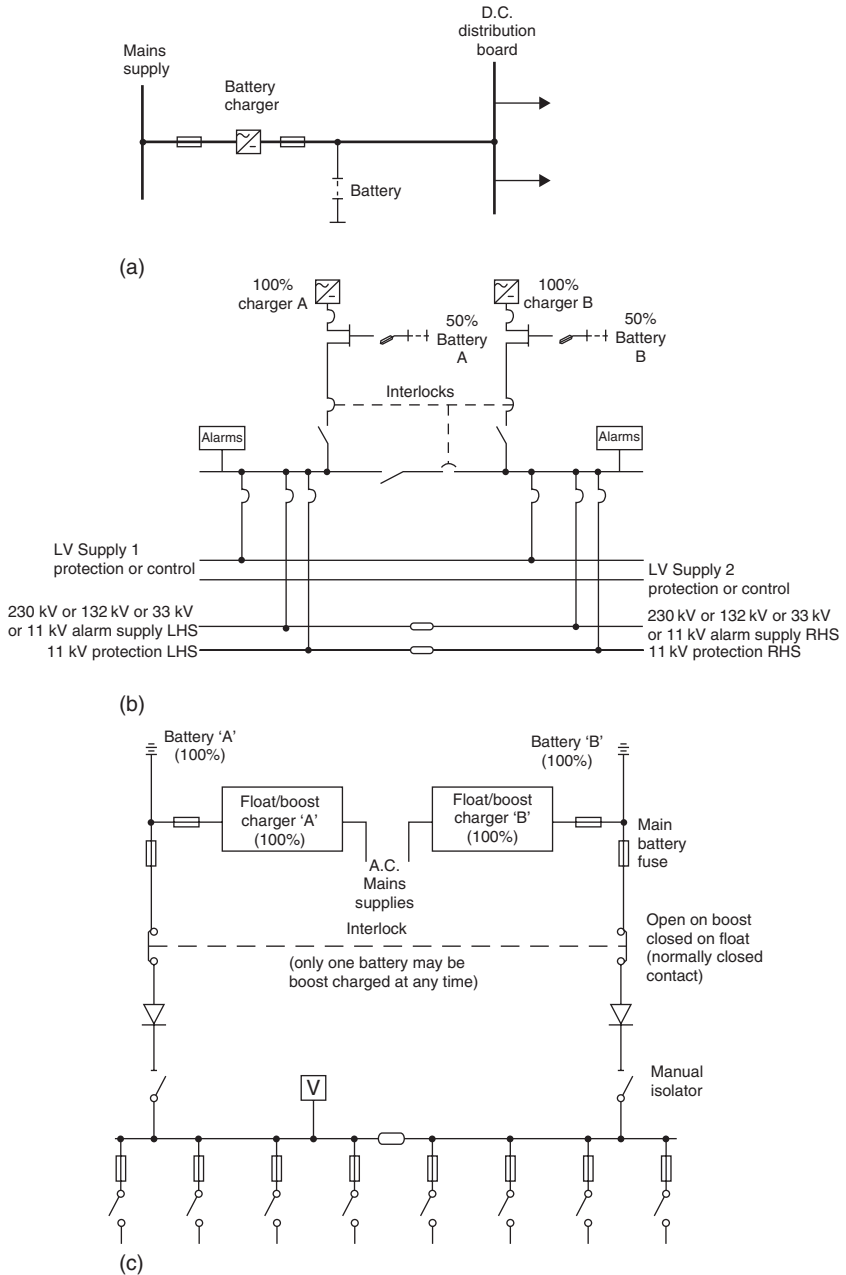 D.C.
distribution
board
Mains
supply
Battery
charger
Battery
(a)
100%
charger A
100%
charger B
50%
Battery
A
50%
Battery
B
Interlocks
Alarms
Alarms
LV Supply 1
protection or control
LV Supply 2
protection or control
230 kV or 132 kV or 33 kV
or 11 kV alarm supply LHS
11 kV protection LHS
230 kV or 132 kV or 33 kV
or 11 kV alarm supply RHS
11 kV protection RHS
(b)
Battery ‘A’
(100%)
Battery ‘B’
(100%)
Float/boost
charger ‘A’
(100%)
Float/boost
charger ‘B’
(100%)
Main
battery
fuse
A.C.
Mains
supplies
Interlock
(only one battery may be
boost charged at any time)
Open on boost
closed on float
(normally closed
contact)
Manual
isolator
V
(c)